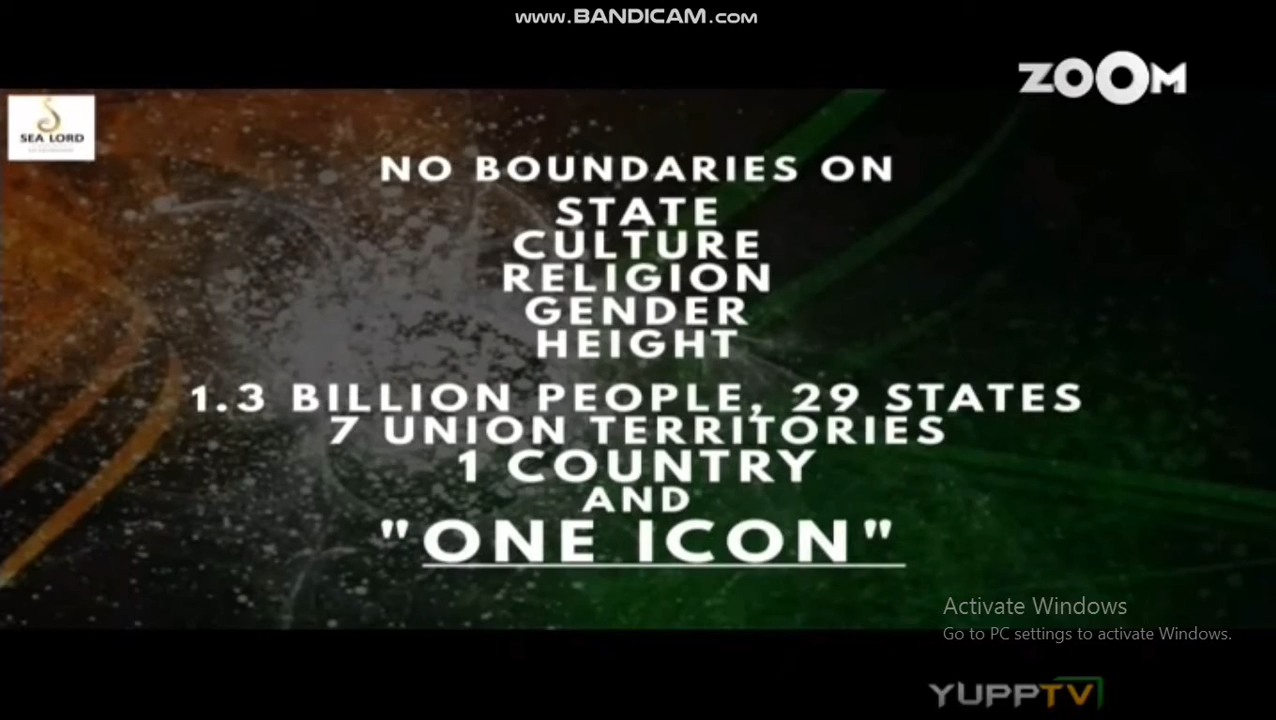 www.BANDICAM.com
ZOOM
SEA LORD
NO BOUNDARIES ON
STATE
CULTURE
RELIGION
GENDER
HEIGHT
1.3 BILLION PEOPLE, 29 STATES
7 UNION TERRITORIES
1 COUNTRY
AND
"ONE ICON"
Activate Windows
Go to PC settings to activate Windows.
YUPPTV